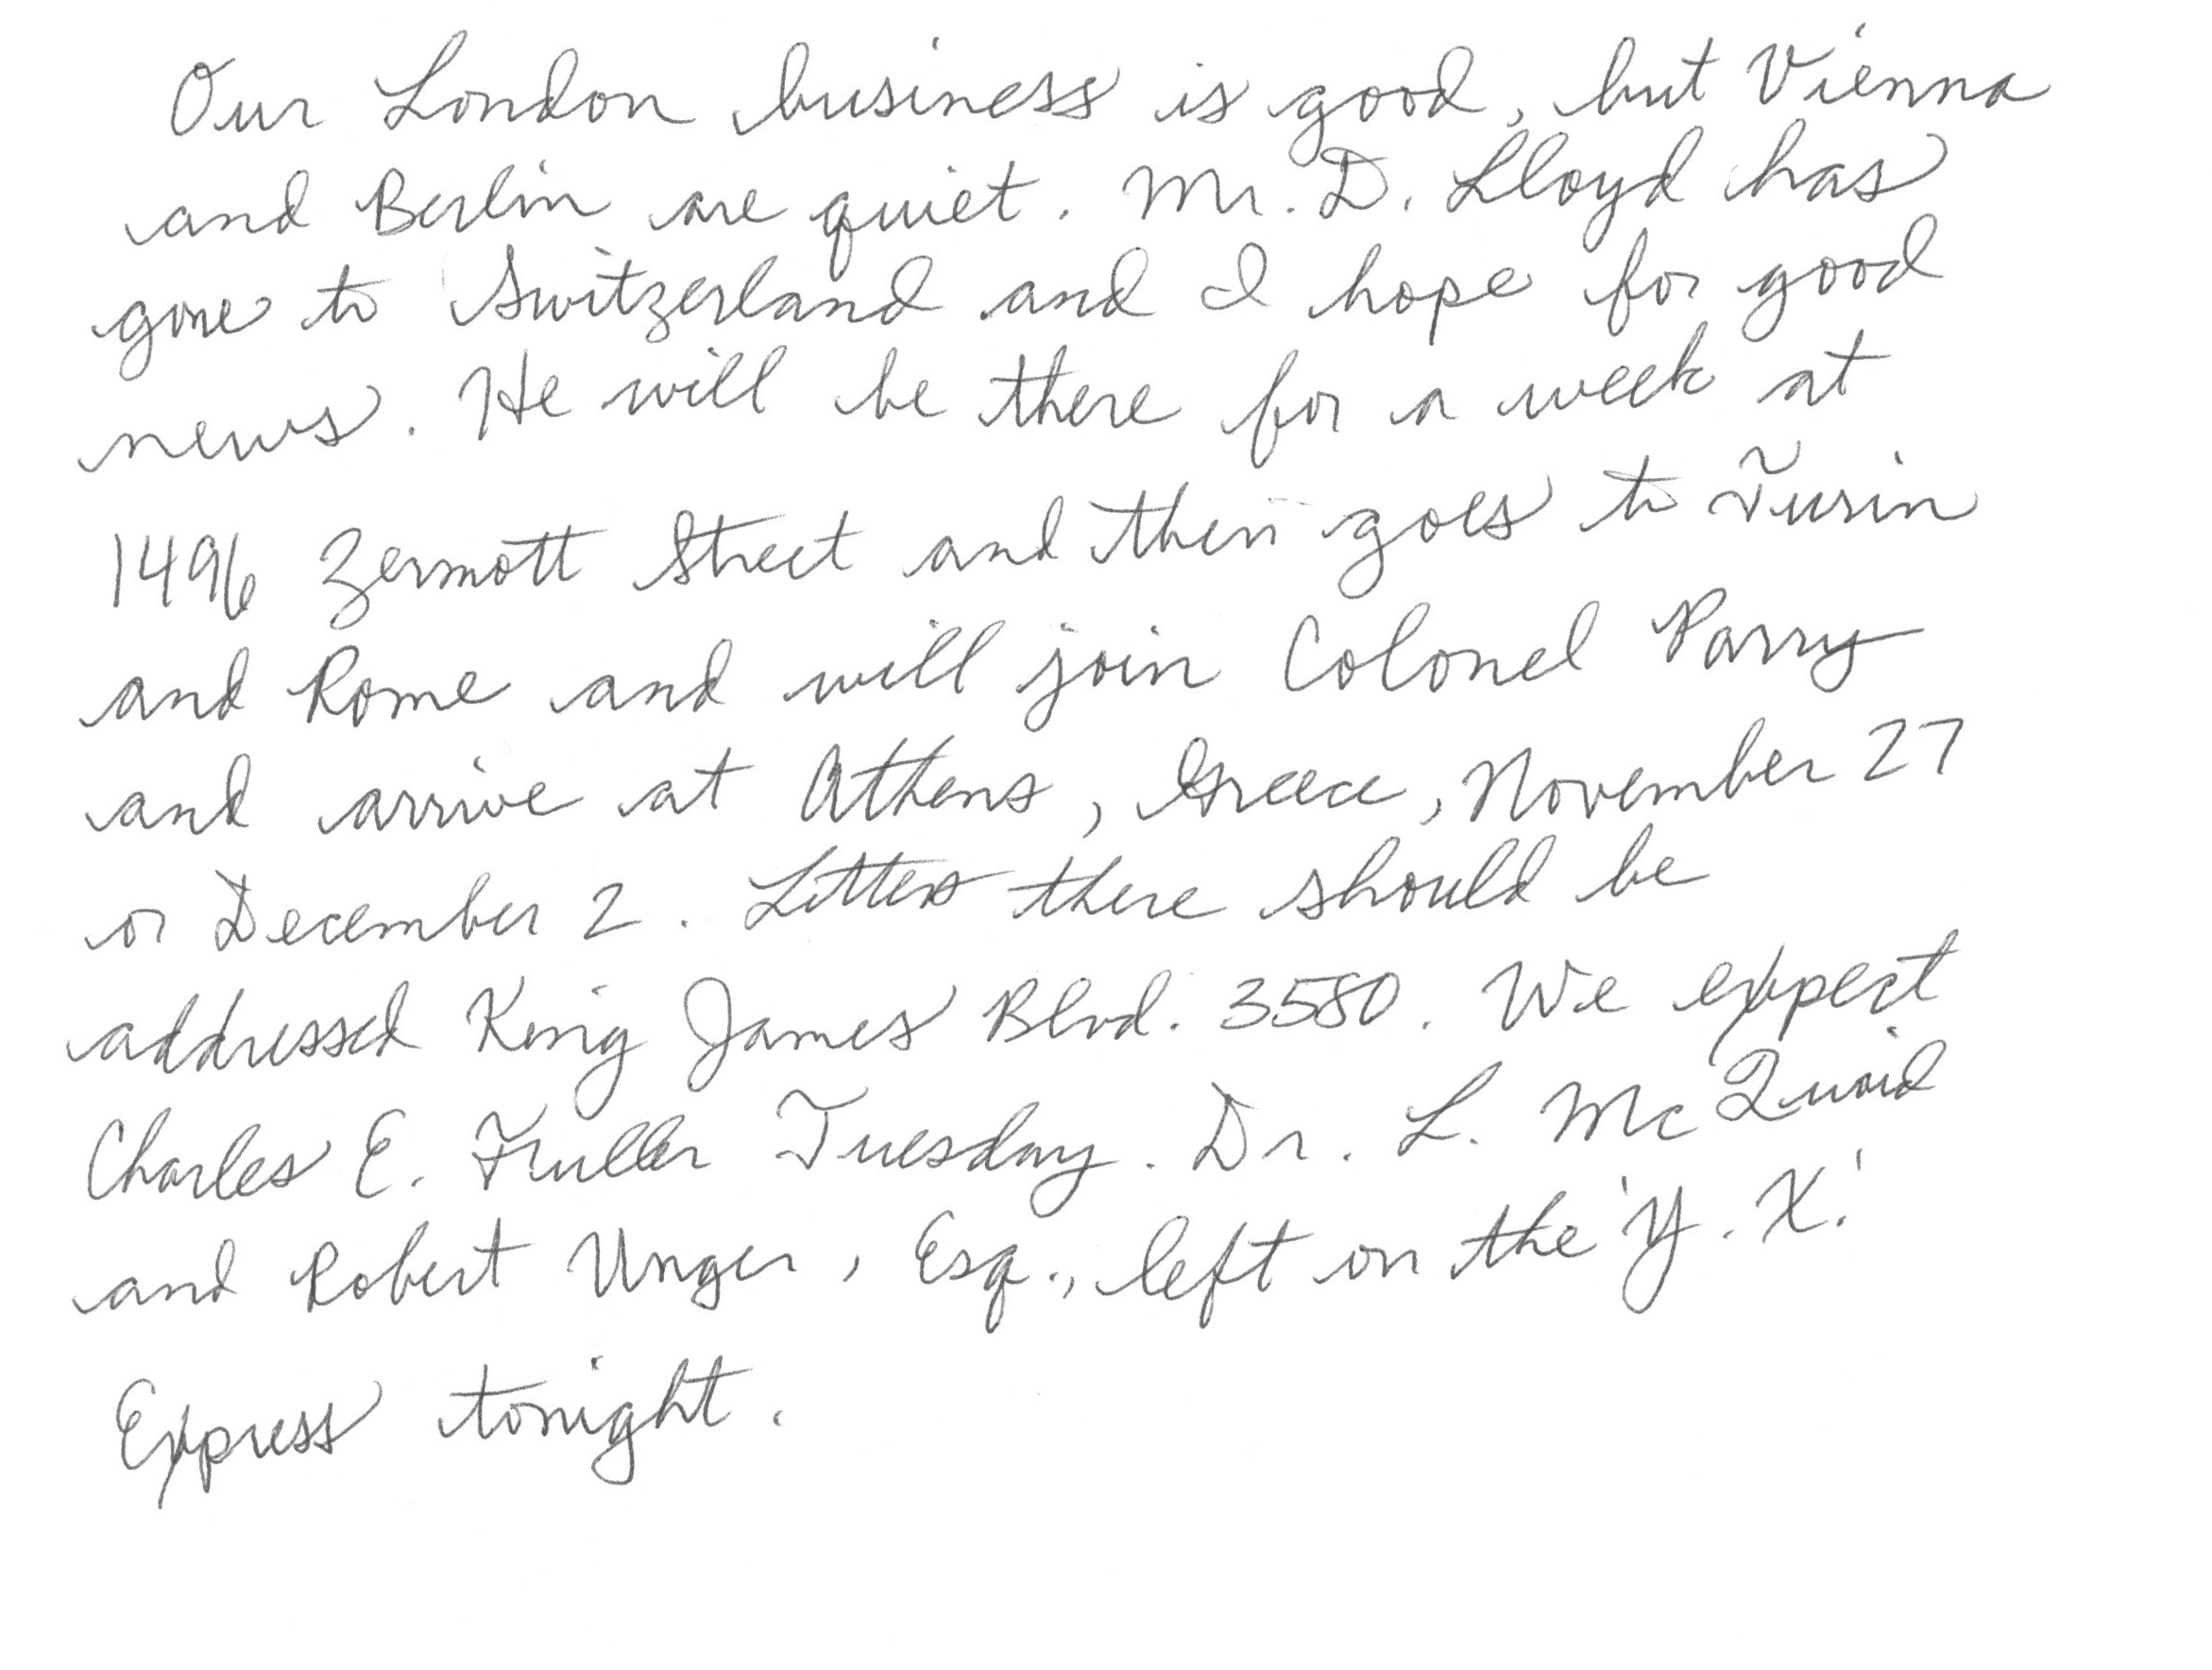 Our London business is good, but Vienna
and Berlin are quiet. Mr. D. Lloyd has
gone to Switzerland and I hope for good
news. He will be there for a week at
1496 Zermott Street and then goes to Turin
and Rome and will join Colonel Parry
and arrive at Athens, Greece, November 27
or December 2. Letters there should be
addressed King James Blvd. 3580. We expect
Charles E. Fuller Tuesday. Dr. L. McQuaid
and Robert Unger, Esq., left on the 'Y. X.'
Express tonight.